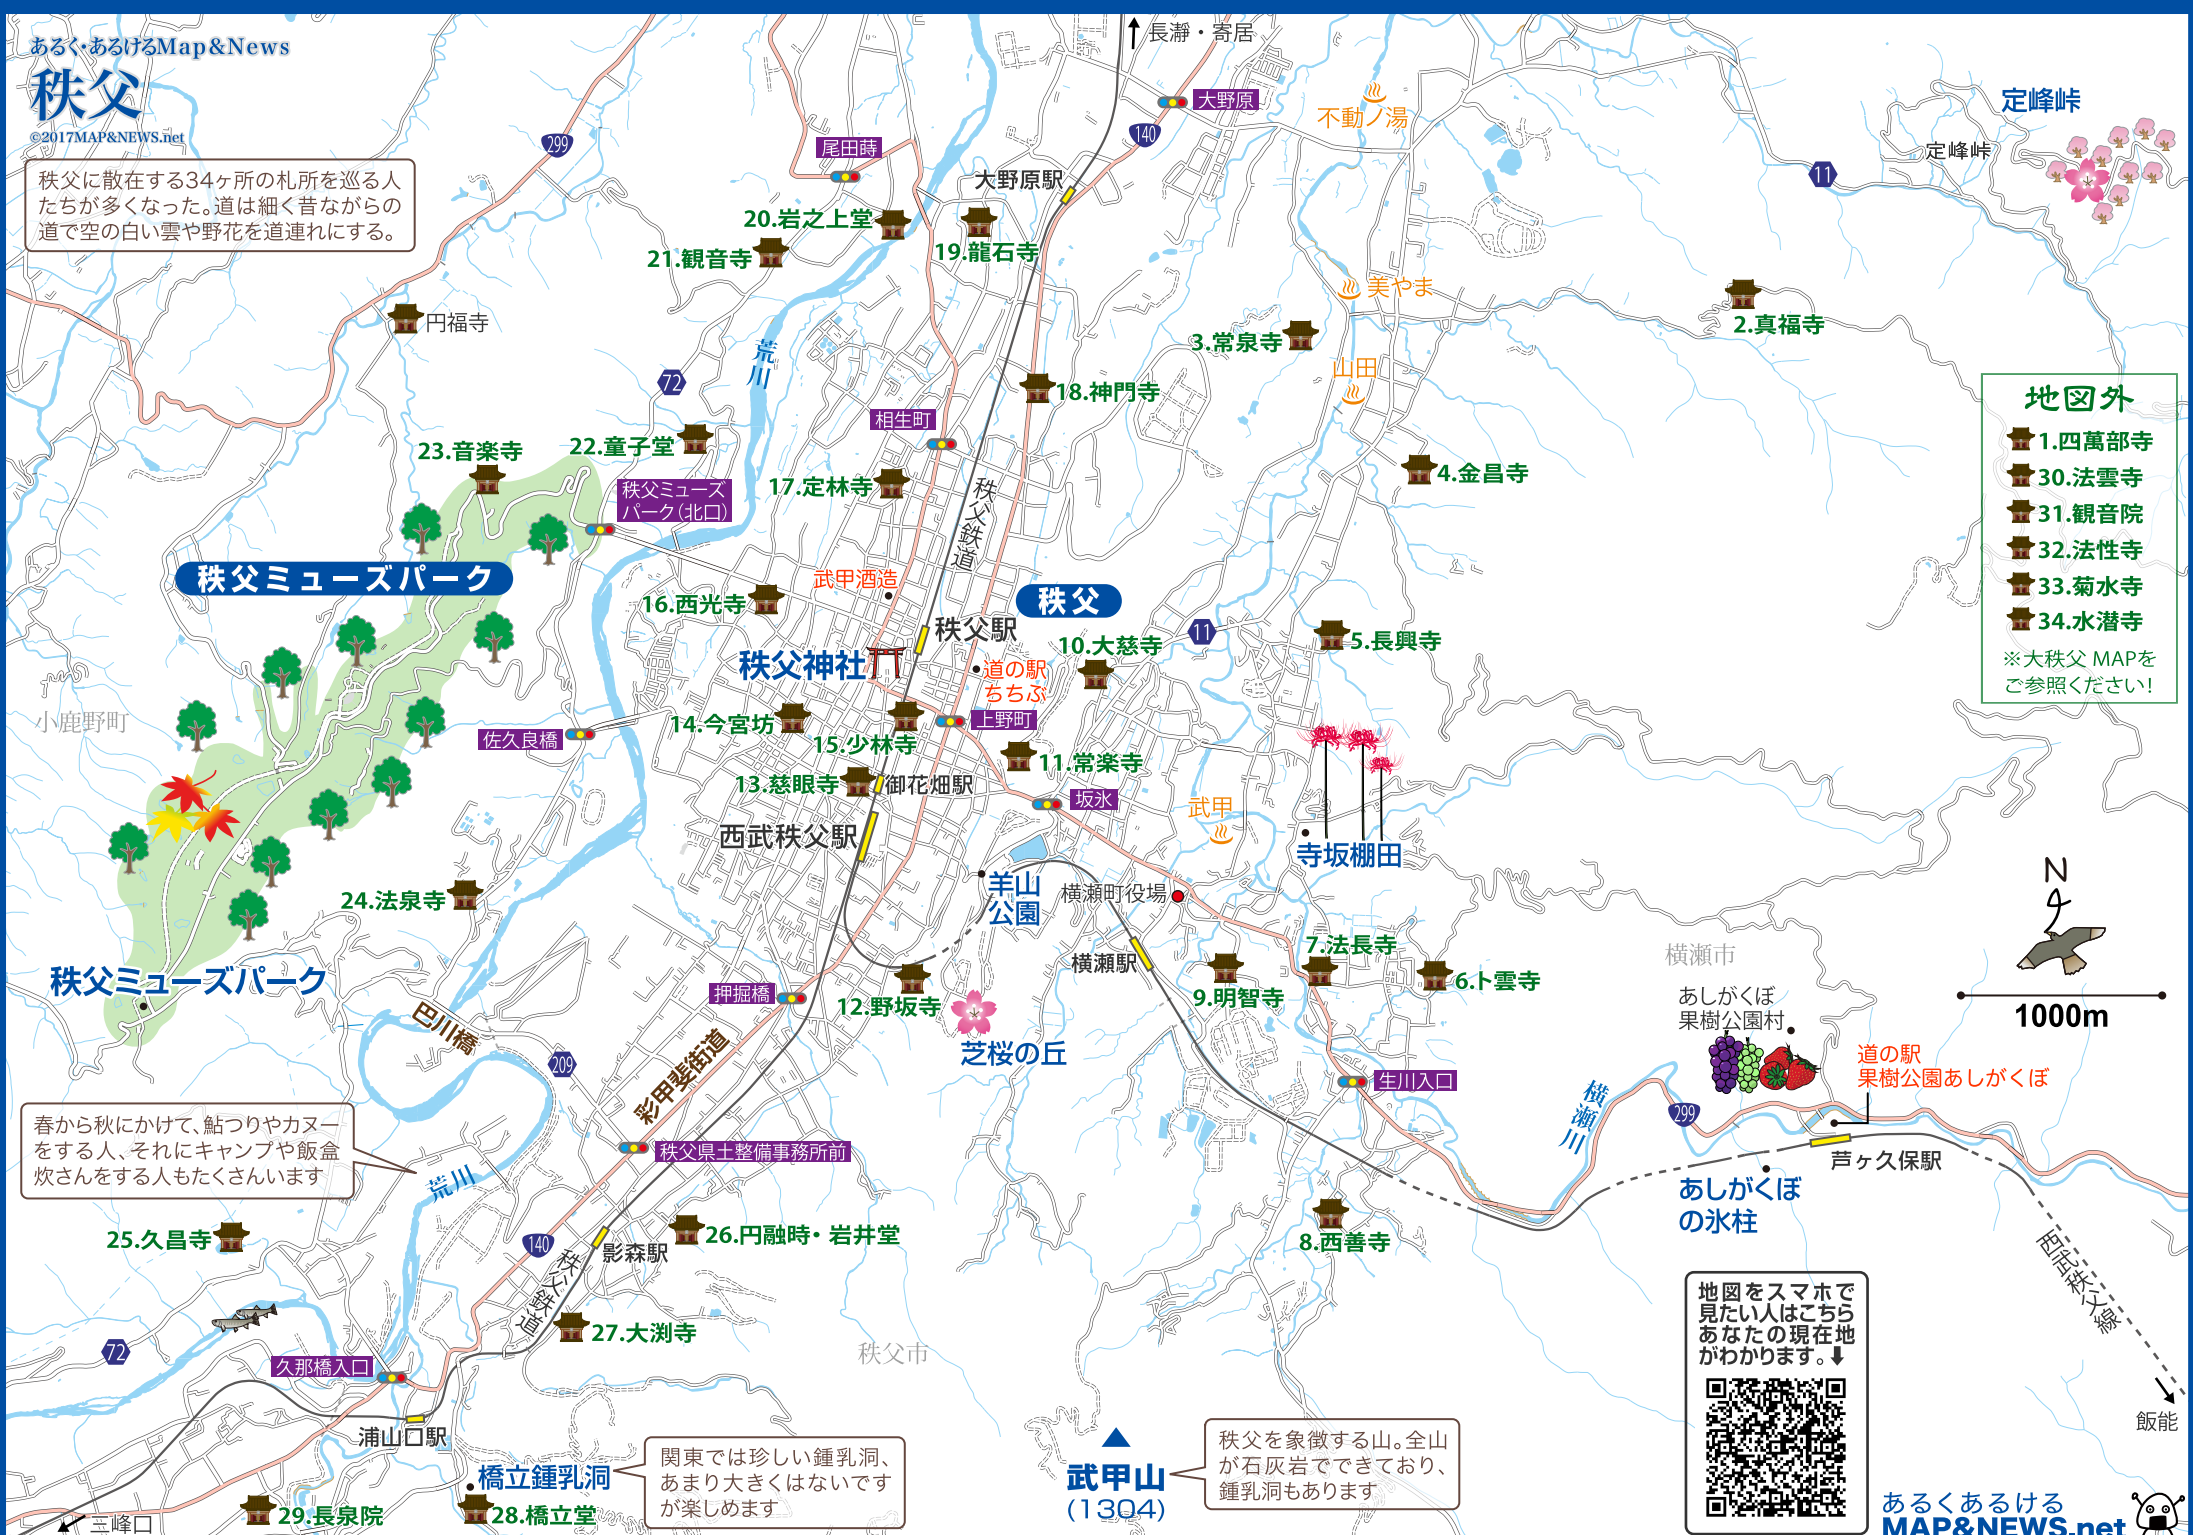 あるく・あるけるMap&News
秩父
©2017MAP&NEWS.net
秩父に散在する34ヶ所の札所を巡る人
たちが多くなった。道は細く昔ながらの
道で空の白い雲や野花を道連れにする。
長瀞・寄居
大野原
140
299
不動ノ湯
定峰峠
定峰峠
11
尾田蒔
大野原駅
20.岩之上堂
21.観音寺
19.龍石寺
円福寺
荒川
72
美やま
2.真福寺
3.常泉寺
山田
18.神門寺
相生町
23.音楽寺
22.童子堂
秩父ミューズ
パーク(北口)
17.定林寺
秩父鉄道
4.金昌寺
地図外
1.四萬部寺
30.法雲寺
31.観音院
32.法性寺
33.菊水寺
34.水潜寺
※大秩父 MAPを
ご参照ください!
秩父ミューズパーク
武甲酒造
16.西光寺
秩父
秩父駅
10.大慈寺
11
5.長興寺
秩父神社
道の駅
ちちぶ
小鹿野町
14.今宮坊
15.少林寺
上野町
佐久良橋
11.常楽寺
13.慈眼寺
御花畑駅
坂氷
武甲
西武秩父駅
寺坂棚田
24.法泉寺
羊山
公園
横瀬町役場
N
1000m
7.法長寺
横瀬駅
横瀬市
秩父ミューズパーク
押堀橋
12.野坂寺
9.明智寺
6.卜雲寺
あしがくぼ
果樹公園村
巴川橋
芝桜の丘
道の駅
果樹公園あしがくぼ
209
彩甲斐街道
生川入口
横瀬川
299
春から秋にかけて、鮎つりやカヌー
をする人、それにキャンプや飯盒
炊さんをする人もたくさんいます
秩父県土整備事務所前
芦ヶ久保駅
荒川
あしがくぼ
の氷柱
25.久昌寺
140
影森駅
26.円融時・岩井堂
8.西善寺
西武秩父線
秩父鉄道
27.大渕寺
72
秩父市
久那橋入口
地図をスマホで
見たい人はこちら
あなたの現在地
がわかります。
飯能
浦山口駅
橋立鍾乳洞
関東では珍しい鍾乳洞、
あまり大きくはないです
が楽しめます
武甲山
(1304)
秩父を象徴する山。全山
が石灰岩でできており、
鍾乳洞もあります
29.長泉院
28.橋立堂
三峰口
あるくあるける
MAP&NEWS.net